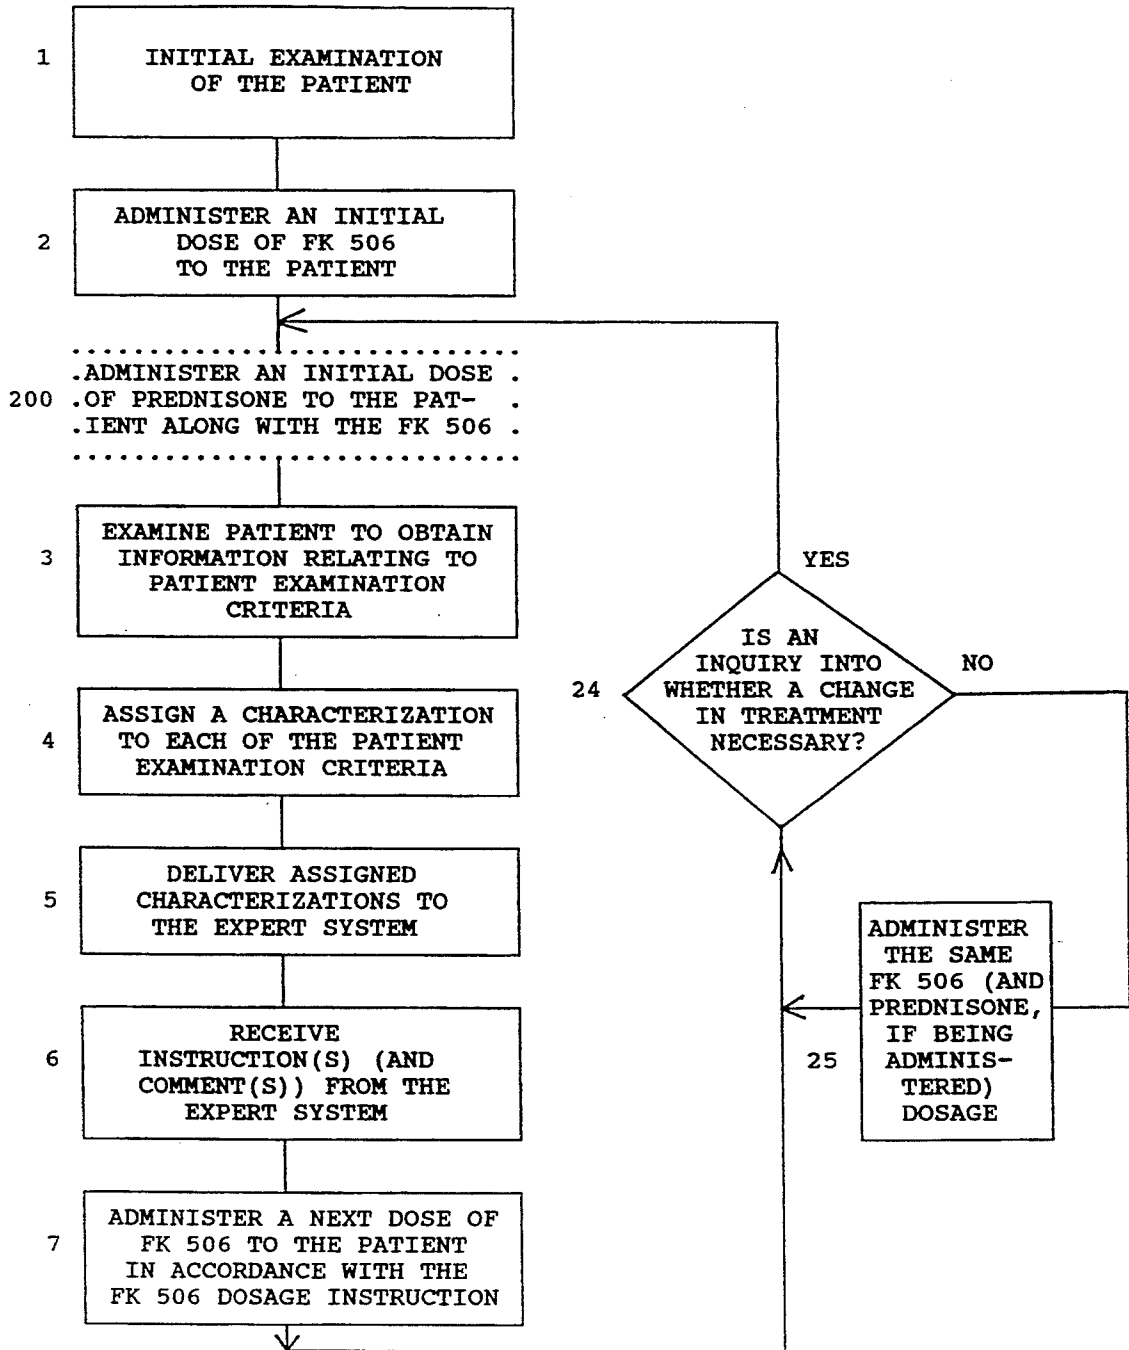 1
INITIAL EXAMINATION
OF THE PATIENT
2
ADMINISTER AN INITIAL
DOSE OF FK 506
TO THE PATIENT
200
ADMINISTER AN INITIAL DOSE
OF PREDNISONE TO THE PAT-
IENT ALONG WITH THE FK 506
3
EXAMINE PATIENT TO OBTAIN
INFORMATION RELATING TO
PATIENT EXAMINATION
CRITERIA
4
ASSIGN A CHARACTERIZATION
TO EACH OF THE PATIENT
EXAMINATION CRITERIA
5
DELIVER ASSIGNED
CHARACTERIZATIONS TO
THE EXPERT SYSTEM
6
RECEIVE
INSTRUCTION(S) (AND
COMMENT(S)) FROM THE
EXPERT SYSTEM
7
ADMINISTER A NEXT DOSE OF
FK 506 TO THE PATIENT
IN ACCORDANCE WITH THE
FK 506 DOSAGE INSTRUCTION
24
IS AN
INQUIRY INTO
WHETHER A CHANGE
IN TREATMENT
NECESSARY?
YES
NO
25
ADMINISTER
THE SAME
FK 506 (AND
PREDNISONE,
IF BEING
ADMINIS-
TERED)
DOSAGE